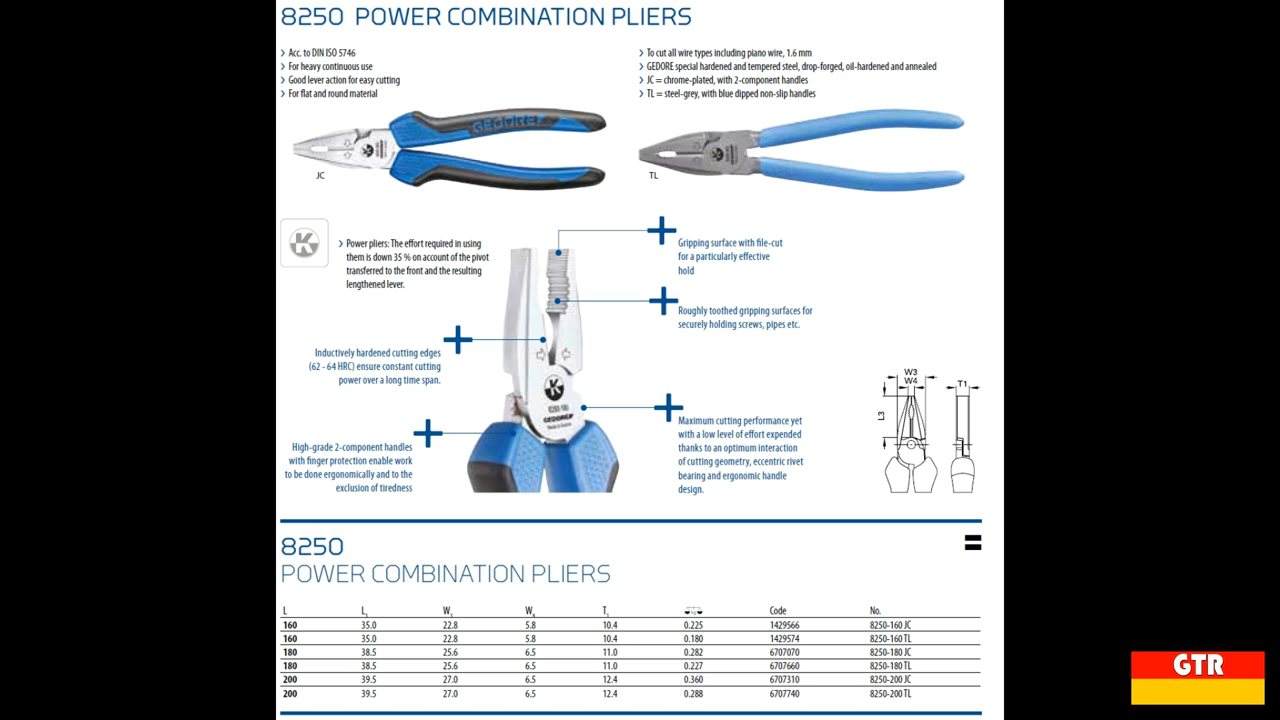 8250 POWER COMBINATION PLIERS
Acc. to DIN ISO 5746
For heavy continuous use
Good lever action for easy cutting
For flat and round material
To cut all wire types including piano wire, 1.6 mm
GEDORE special hardened and tempered steel, drop-forged, oil-hardened and annealed
JC = chrome-plated, with 2-component handles
TL = steel-grey, with blue dipped non-slip handles
GEDORE
JC
TL
K
Power pliers: The effort required in using
them is down 35 % on account of the pivot
transferred to the front and the resulting
lengthened lever.
Gripping surface with file-cut
for a particularly effective
hold
Roughly toothed gripping surfaces for
securely holding screws, pipes etc.
Inductively hardened cutting edges
(62 - 64 HRC) ensure constant cutting
power over a long time span.
K
8250-180
GEDORE
Maximum cutting performance yet
with a low level of effort expended
thanks to an optimum interaction
of cutting geometry, eccentric rivet
bearing and ergonomic handle
design.
High-grade 2-component handles
with finger protection enable work
to be done ergonomically and to the
exclusion of tiredness
W3
W4
T1
L3
8250
POWER COMBINATION PLIERS
L L3 W3 W4 T1 kg Code No.
160 35.0 22.8 5.8 10.4 0.225 1429566 8250-160 JC
160 35.0 22.8 5.8 10.4 0.180 1429574 8250-160 TL
180 38.5 25.6 6.5 11.0 0.282 6707070 8250-180 JC
180 38.5 25.6 6.5 11.0 0.227 6707660 8250-180 TL
200 39.5 27.0 6.5 12.4 0.360 6707310 8250-200 JC
200 39.5 27.0 6.5 12.4 0.288 6707740 8250-200 TL
GTR